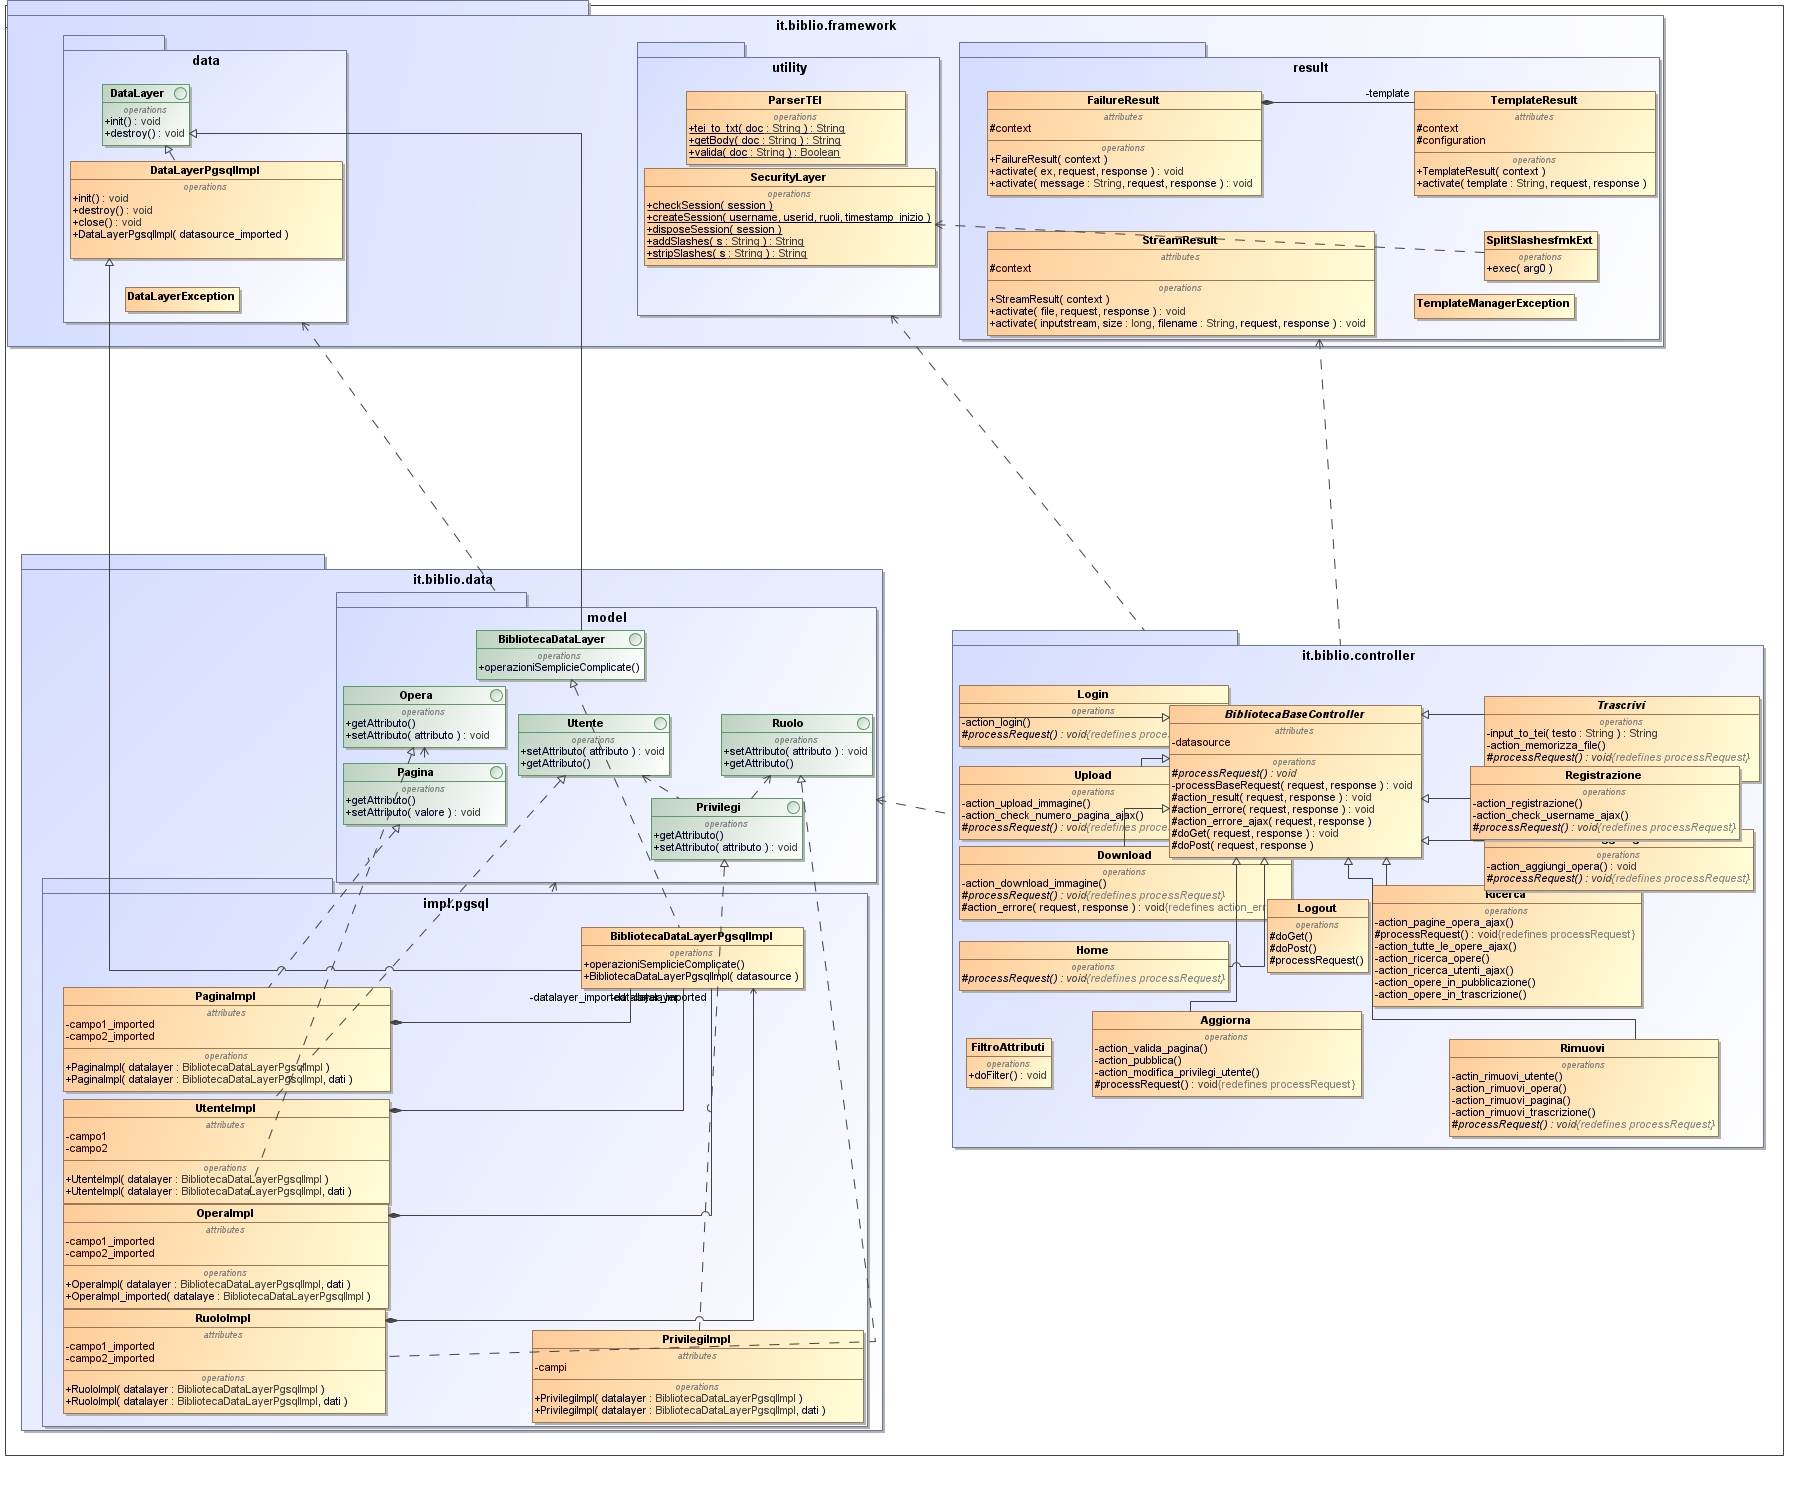 it.biblio.framework
data
DataLayer
operations
+init() : void
+destroy() : void
DataLayerPgsqlImpl
operations
+init() : void
+destroy() : void
+close() : void
+DataLayerPgsqlImpl( datasource_imported )
DataLayerException
utility
ParserTEI
operations
+tei_to_txt( doc : String ) : String
+getBody( doc : String ) : String
+valida( doc : String ) : Boolean
SecurityLayer
operations
+checkSession( session )
+createSession( username, userid, ruoli, timestamp_inizio )
+disposeSession( session )
+addSlashes( s : String ) : String
+stripSlashes( s : String ) : String
result
FailureResult
attributes
#context
operations
+FailureResult( context )
+activate( ex, request, response ) : void
+activate( message : String, request, response ) : void
-template
TemplateResult
attributes
#context
#configuration
operations
+TemplateResult( context )
+activate( template : String, request, response )
StreamResult
attributes
#context
operations
+StreamResult( context )
+activate( file, request, response ) : void
+activate( inputstream, size : long, filename : String, request, response ) : void
SplitSlashesfmkExt
operations
+exec( arg0 )
TemplateManagerException
it.biblio.data
model
BibliotecaDataLayer
operations
+operazioniSemplicieComplicate()
Opera
operations
+getAttributo()
+setAttributo( attributo ) : void
Utente
operations
+setAttributo( attributo ) : void
+getAttributo()
Ruolo
operations
+setAttributo( attributo ) : void
+getAttributo()
Pagina
operations
+getAttributo()
+setAttributo( valore ) : void
Privilegi
operations
+getAttributo()
+setAttributo( attributo ) : void
impl.pgsql
BibliotecaDataLayerPgsqlImpl
operations
+operazioniSemplicieComplicate()
+BibliotecaDataLayerPgsqlImpl( datasource )
PaginaImpl
attributes
-campo1_imported
-campo2_imported
operations
+PaginaImpl( datalayer : BibliotecaDataLayerPgsqlImpl )
+PaginaImpl( datalayer : BibliotecaDataLayerPgsqlImpl, dati )
UtenteImpl
attributes
-campo1
-campo2
operations
+UtenteImpl( datalayer : BibliotecaDataLayerPgsqlImpl )
+UtenteImpl( datalayer : BibliotecaDataLayerPgsqlImpl, dati )
OperaImpl
attributes
-campo1_imported
-campo2_imported
operations
+OperaImpl( datalayer : BibliotecaDataLayerPgsqlImpl, dati )
+OperaImpl_imported( datalaye : BibliotecaDataLayerPgsqlImpl )
RuoloImpl
attributes
-campo1_imported
-campo2_imported
operations
+RuoloImpl( datalayer : BibliotecaDataLayerPgsqlImpl )
+RuoloImpl( datalayer : BibliotecaDataLayerPgsqlImpl, dati )
PrivilegiImpl
attributes
-campi
operations
+PrivilegiImpl( datalayer : BibliotecaDataLayerPgsqlImpl )
+PrivilegiImpl( datalayer : BibliotecaDataLayerPgsqlImpl, dati )
it.biblio.controller
Login
operations
-action_login()
#processRequest() : void{redefines proce
Upload
operations
-action_upload_immagine()
-action_check_numero_pagina_ajax()
#processRequest() : void{redefines proce
Download
operations
-action_download_immagine()
#processRequest() : void{redefines processRequest}
#action_errore( request, response ) : void{redefines action_err
Home
operations
#processRequest() : void{redefines processRequest}
BibliotecaBaseController
attributes
-datasource
operations
#processRequest() : void
-processBaseRequest( request, response ) : void
#action_result( request, response ) : void
#action_errore( request, response ) : void
#action_errore_ajax( request, response )
#doGet( request, response ) : void
#doPost( request, response )
Trascrivi
operations
-input_to_tei( testo : String ) : String
-action_memorizza_file()
#processRequest() : void{redefines processRequest}
Registrazione
operations
-action_registrazione()
-action_check_username_ajax()
#processRequest() : void{redefines processRequest}
operations
-action_aggiungi_opera() : void
#processRequest() : void{redefines processRequest}
Ricerca
operations
-action_pagine_opera_ajax()
#processRequest() : void{redefines processRequest}
-action_tutte_le_opere_ajax()
-action_ricerca_opere()
-action_ricerca_utenti_ajax()
-action_opere_in_pubblicazione()
-action_opere_in_trascrizione()
Logout
operations
#doGet()
#doPost()
#processRequest()
Aggiorna
operations
-action_valida_pagina()
-action_pubblica()
-action_modifica_privilegi_utente()
#processRequest() : void{redefines processRequest}
FiltroAttributi
operations
+doFilter() : void
Rimuovi
operations
-actin_rimuovi_utente()
-action_rimuovi_opera()
-action_rimuovi_pagina()
-action_rimuovi_trascrizione()
#processRequest() : void{redefines processRequest}